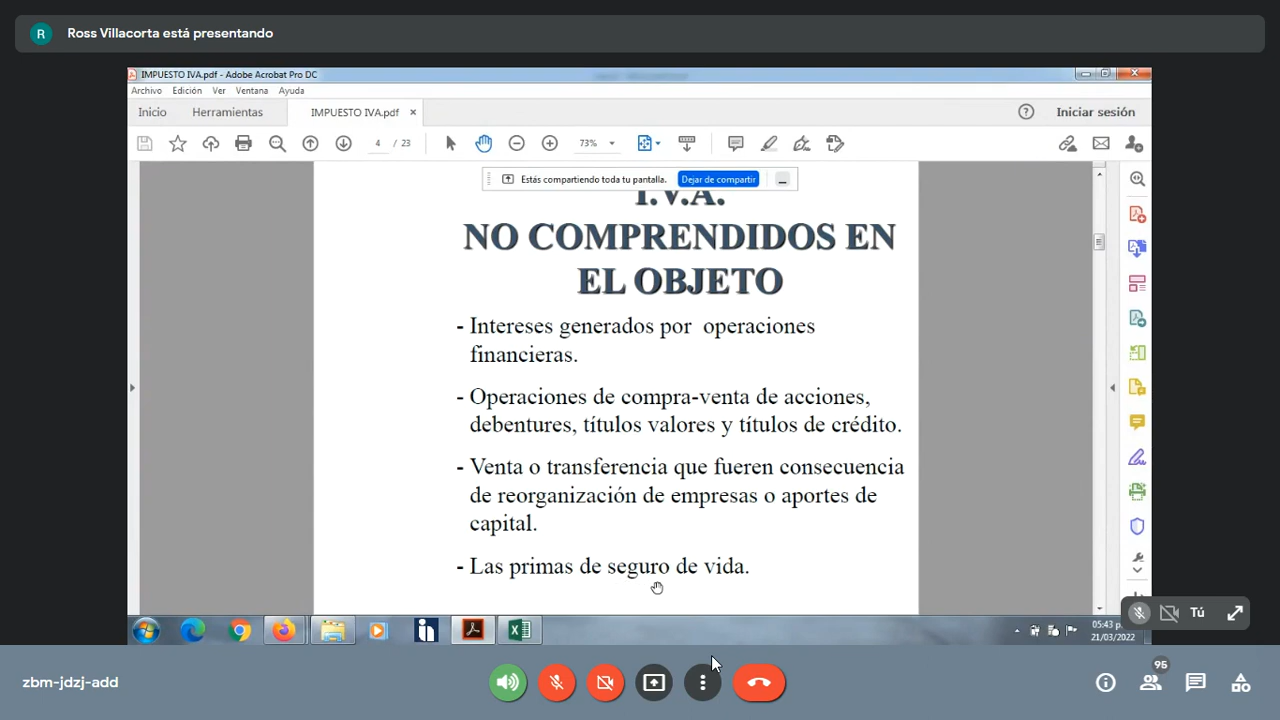 R Ross Villacorta está presentando
IMPUESTO IVA.pdf - Adobe Acrobat Pro DC
Archivo Edición Ver Ventana Ayuda
Inicio Herramientas IMPUESTO IVA.pdf × Iniciar sesión
4 / 23 73%
Estás compartiendo toda tu pantalla. Dejar de compartir
I.V.A.
NO COMPRENDIDOS EN
EL OBJETO
- Intereses generados por operaciones
financieras.
- Operaciones de compra-venta de acciones,
debentures, títulos valores y títulos de crédito.
- Venta o transferencia que fueren consecuencia
de reorganización de empresas o aportes de
capital.
- Las primas de seguro de vida.
Tú
05:43 p.
21/03/2022
zbm-jdzj-add
95